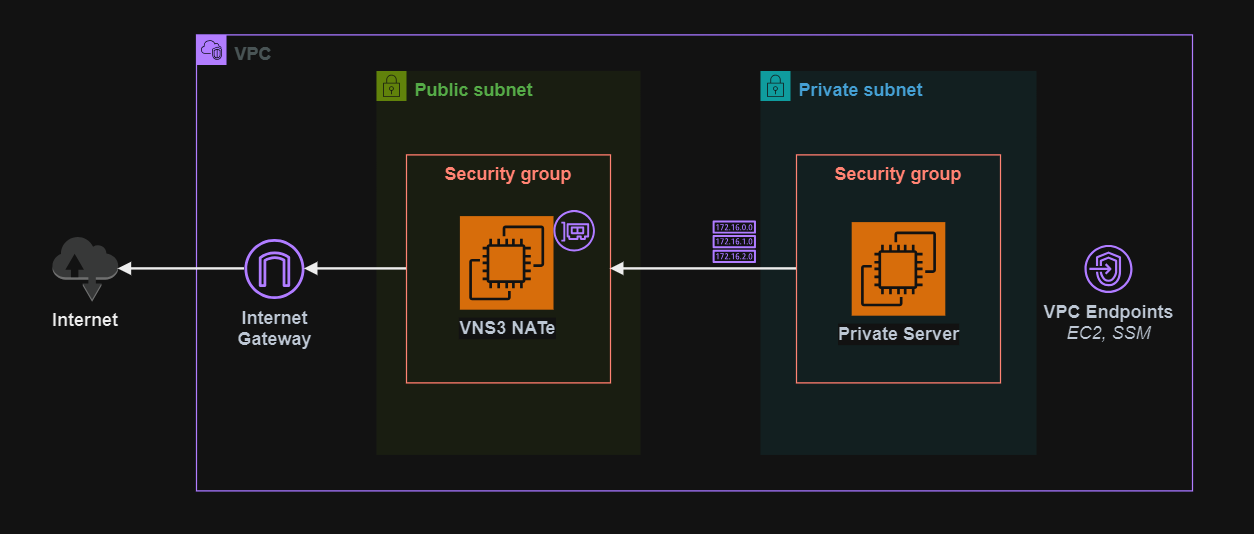 VPC
Public subnet
Private subnet
Security group
Security group
172.16.0.0
172.16.1.0
172.16.2.0
VNS3 NATe
Private Server
Internet
Internet
Gateway
VPC Endpoints
EC2, SSM